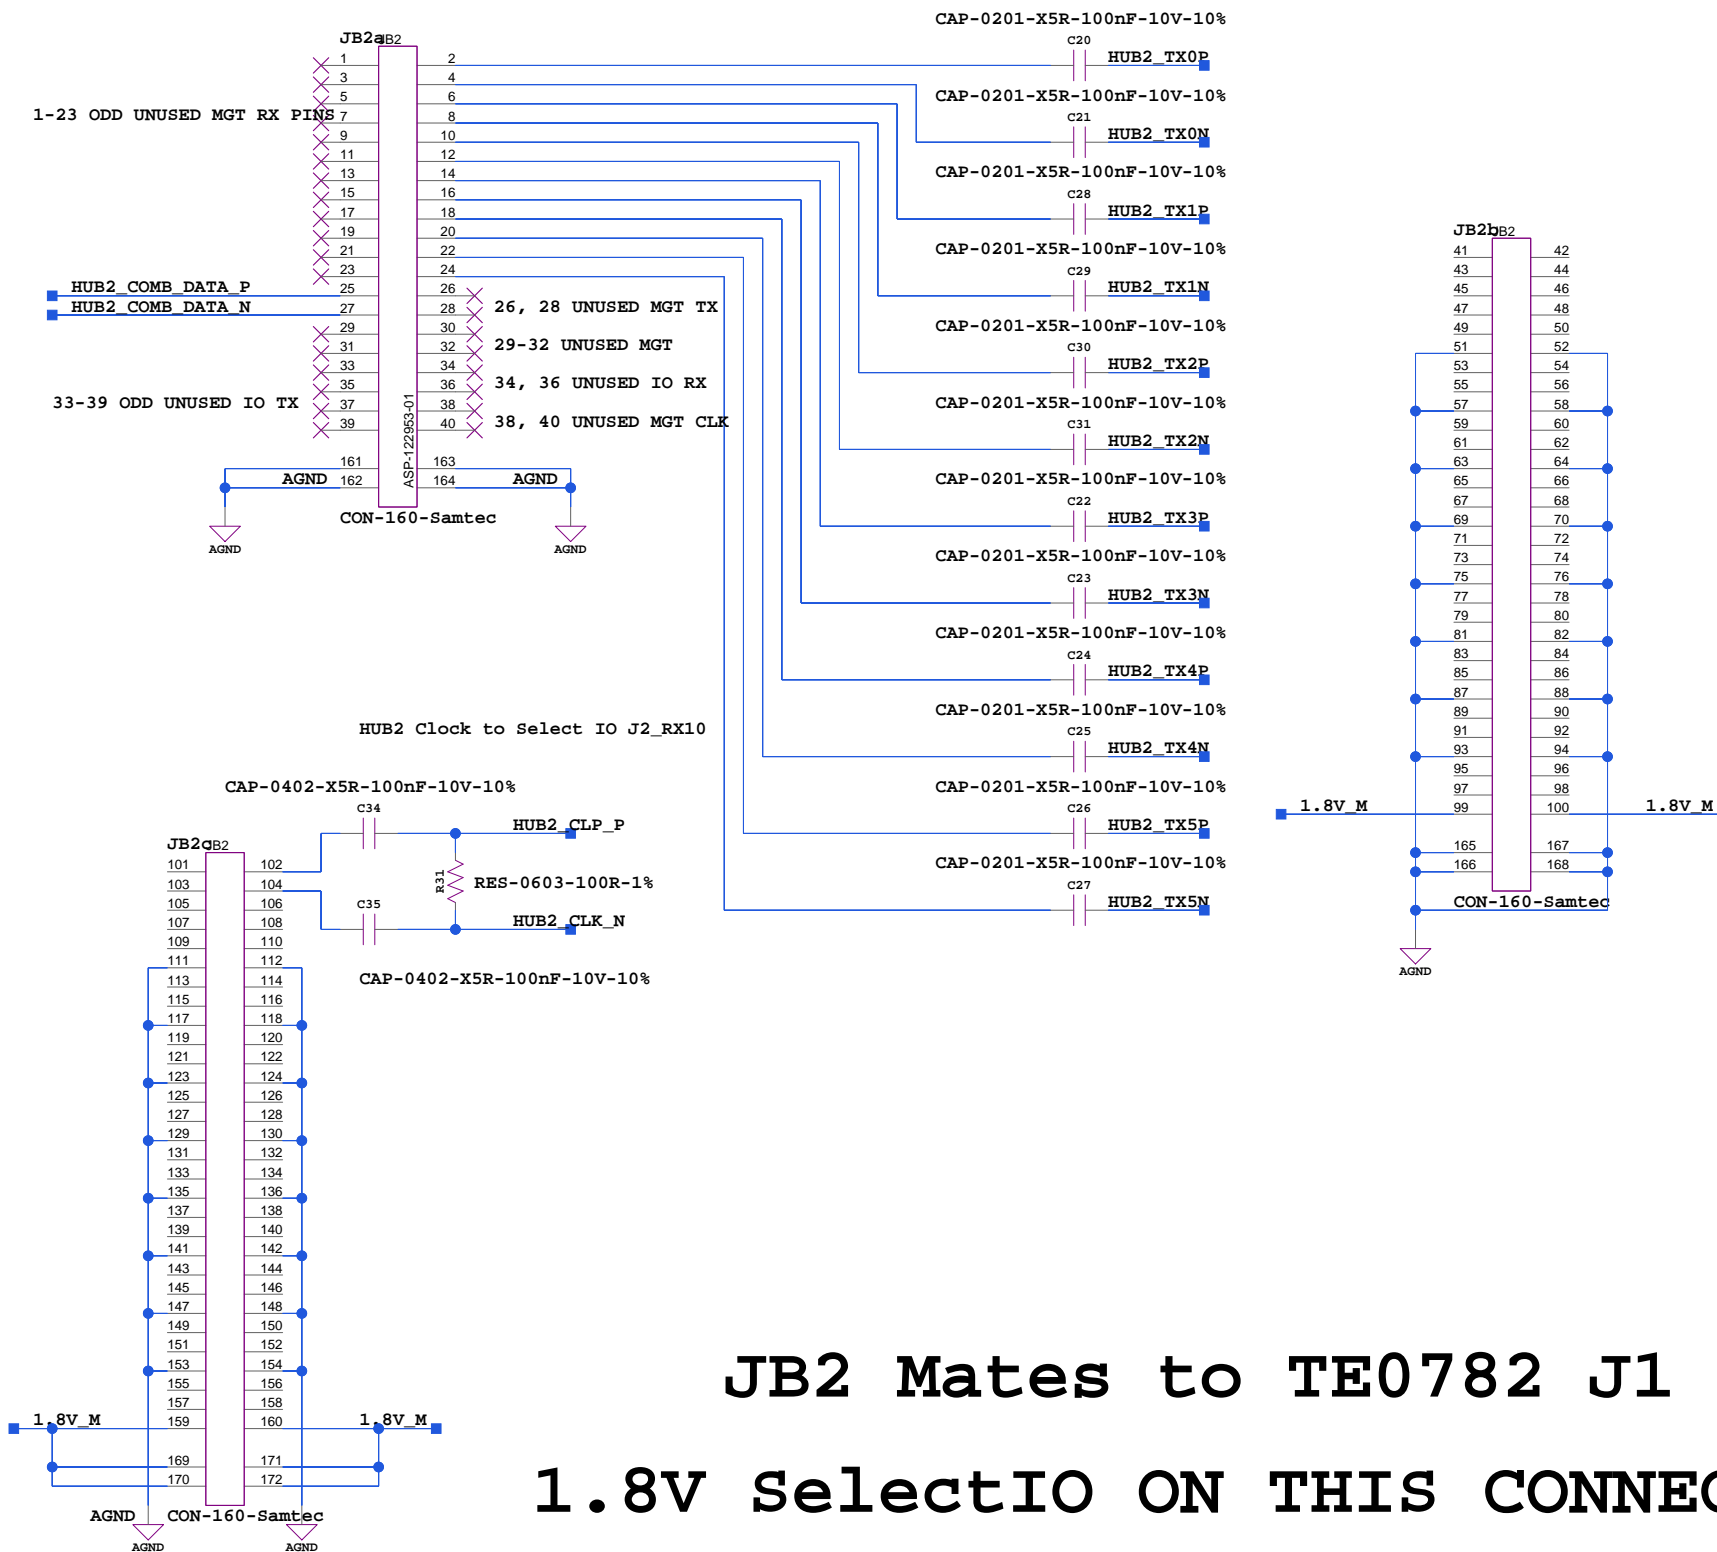 CAP-0201-X5R-100nF-10V-10%
C20
HUB2_TX0P
CAP-0201-X5R-100nF-10V-10%
C21
HUB2_TX0N
CAP-0201-X5R-100nF-10V-10%
C28
HUB2_TX1P
CAP-0201-X5R-100nF-10V-10%
C29
HUB2_TX1N
CAP-0201-X5R-100nF-10V-10%
C30
HUB2_TX2P
CAP-0201-X5R-100nF-10V-10%
C31
HUB2_TX2N
CAP-0201-X5R-100nF-10V-10%
C22
HUB2_TX3P
CAP-0201-X5R-100nF-10V-10%
C23
HUB2_TX3N
CAP-0201-X5R-100nF-10V-10%
C24
HUB2_TX4P
CAP-0201-X5R-100nF-10V-10%
C25
HUB2_TX4N
CAP-0201-X5R-100nF-10V-10%
C26
HUB2_TX5P
CAP-0201-X5R-100nF-10V-10%
C27
HUB2_TX5N
JB2a JB2
1 2
3 4
5 6
1-23 ODD UNUSED MGT RX PINS
7 8
9 10
11 12
13 14
15 16
17 18
19 20
21 22
23 24
HUB2_COMB_DATA_P 25 26
HUB2_COMB_DATA_N 27 28
26, 28 UNUSED MGT TX
29 30
31 32
29-32 UNUSED MGT
33 34
35 36
34, 36 UNUSED IO RX
33-39 ODD UNUSED IO TX
37 38
39 40
38, 40 UNUSED MGT CLK
ASP-122953-01
161 163
AGND 162 164 AGND
CON-160-Samtec
AGND AGND
JB2b JB2
41 42
43 44
45 46
47 48
49 50
51 52
53 54
55 56
57 58
59 60
61 62
63 64
65 66
67 68
69 70
71 72
73 74
75 76
77 78
79 80
81 82
83 84
85 86
87 88
89 90
91 92
93 94
95 96
97 98
1.8V_M 99 100 1.8V_M
165 167
166 168
CON-160-Samtec
AGND
HUB2 Clock to Select IO J2_RX10
CAP-0402-X5R-100nF-10V-10%
C34
HUB2_CLP_P
R31
RES-0603-100R-1%
C35
HUB2_CLK_N
CAP-0402-X5R-100nF-10V-10%
JB2c JB2
101 102
103 104
105 106
107 108
109 110
111 112
113 114
115 116
117 118
119 120
121 122
123 124
125 126
127 128
129 130
131 132
133 134
135 136
137 138
139 140
141 142
143 144
145 146
147 148
149 150
151 152
153 154
155 156
157 158
1.8V_M 159 160 1.8V_M
169 171
170 172
AGND CON-160-Samtec
AGND AGND
JB2 Mates to TE0782 J1
1.8V SelectIO ON THIS CONNEC